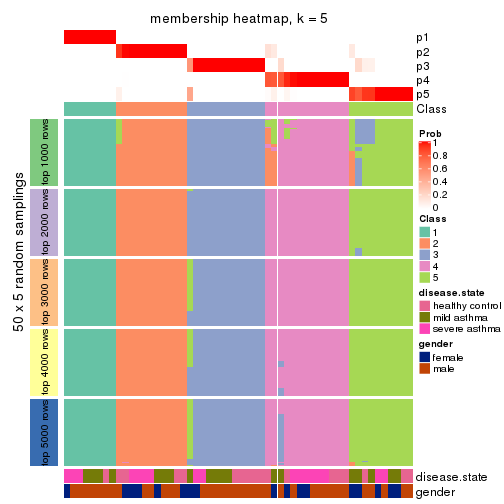 membership heatmap, k = 5
p1
p2
p3
p4
p5
Class
50 x 5 random samplings
top 1000 rows
top 2000 rows
top 3000 rows
top 4000 rows
top 5000 rows
Prob
1
0.8
0.6
0.4
0.2
0
Class
1
2
3
4
5
disease.state
healthy control
mild asthma
severe asthma
gender
female
male
disease.state
gender